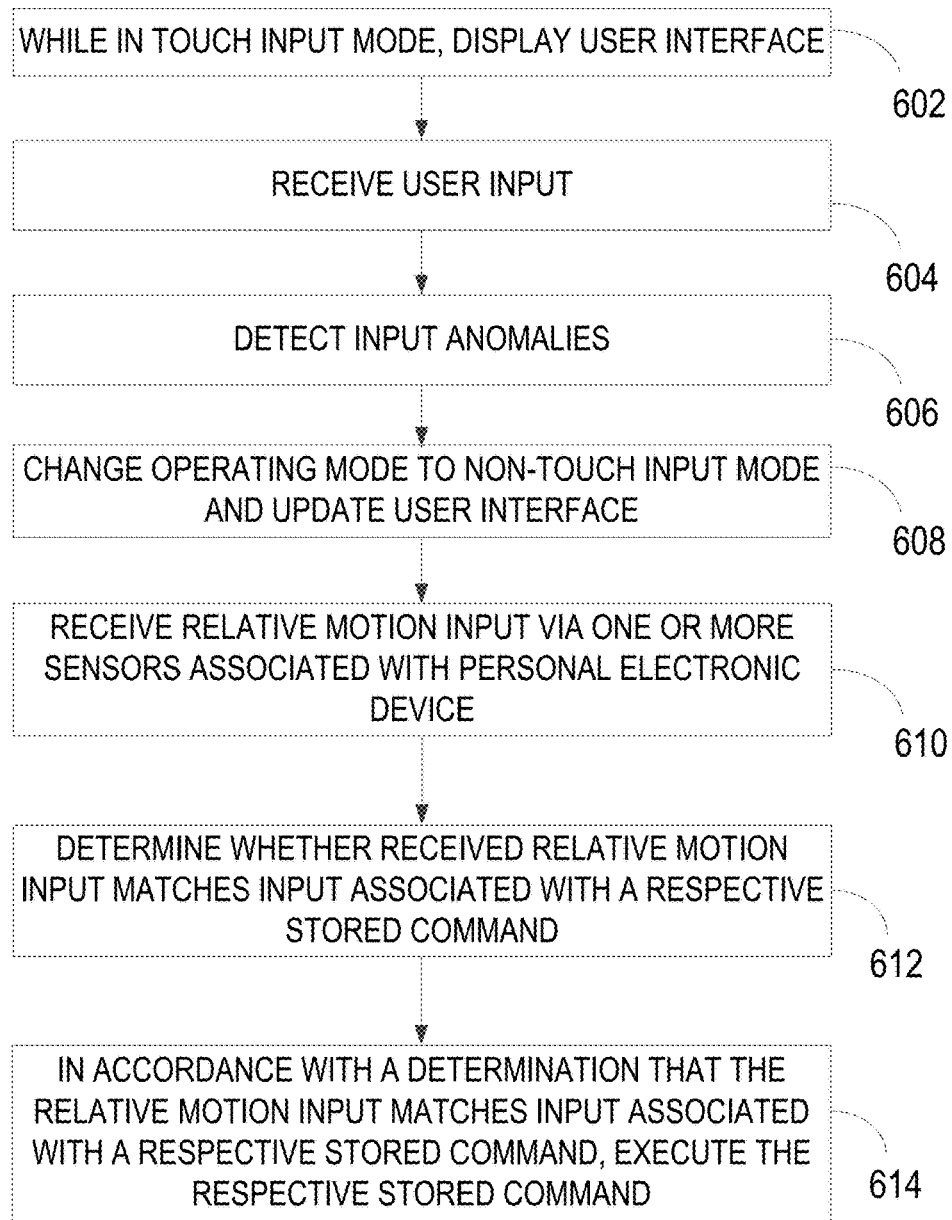 WHILE IN TOUCH INPUT MODE, DISPLAY USER INTERFACE
602
RECEIVE USER INPUT
604
DETECT INPUT ANOMALIES
606
CHANGE OPERATING MODE TO NON-TOUCH INPUT MODE
AND UPDATE USER INTERFACE
608
RECEIVE RELATIVE MOTION INPUT VIA ONE OR MORE
SENSORS ASSOCIATED WITH PERSONAL ELECTRONIC
DEVICE
610
DETERMINE WHETHER RECEIVED RELATIVE MOTION
INPUT MATCHES INPUT ASSOCIATED WITH A RESPECTIVE
STORED COMMAND
612
IN ACCORDANCE WITH A DETERMINATION THAT THE
RELATIVE MOTION INPUT MATCHES INPUT ASSOCIATED
WITH A RESPECTIVE STORED COMMAND, EXECUTE THE
RESPECTIVE STORED COMMAND
614